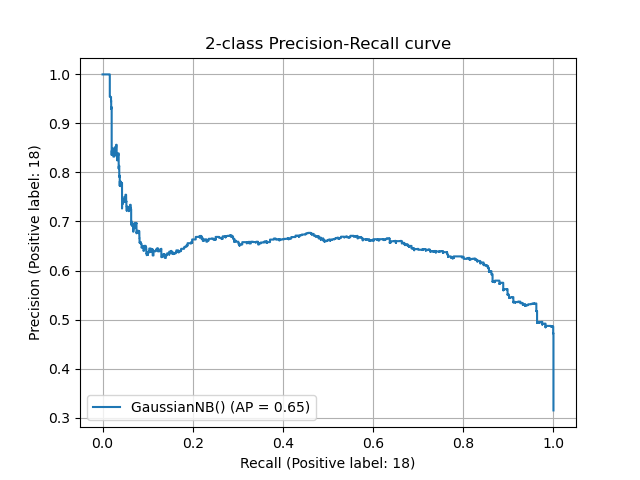 2-class Precision-Recall curve
1.0
0.9
0.8
0.7
0.6
0.5
0.4
0.3
Precision (Positive label: 18)
GaussianNB() (AP = 0.65)
0.0 0.2 0.4 0.6 0.8 1.0
Recall (Positive label: 18)